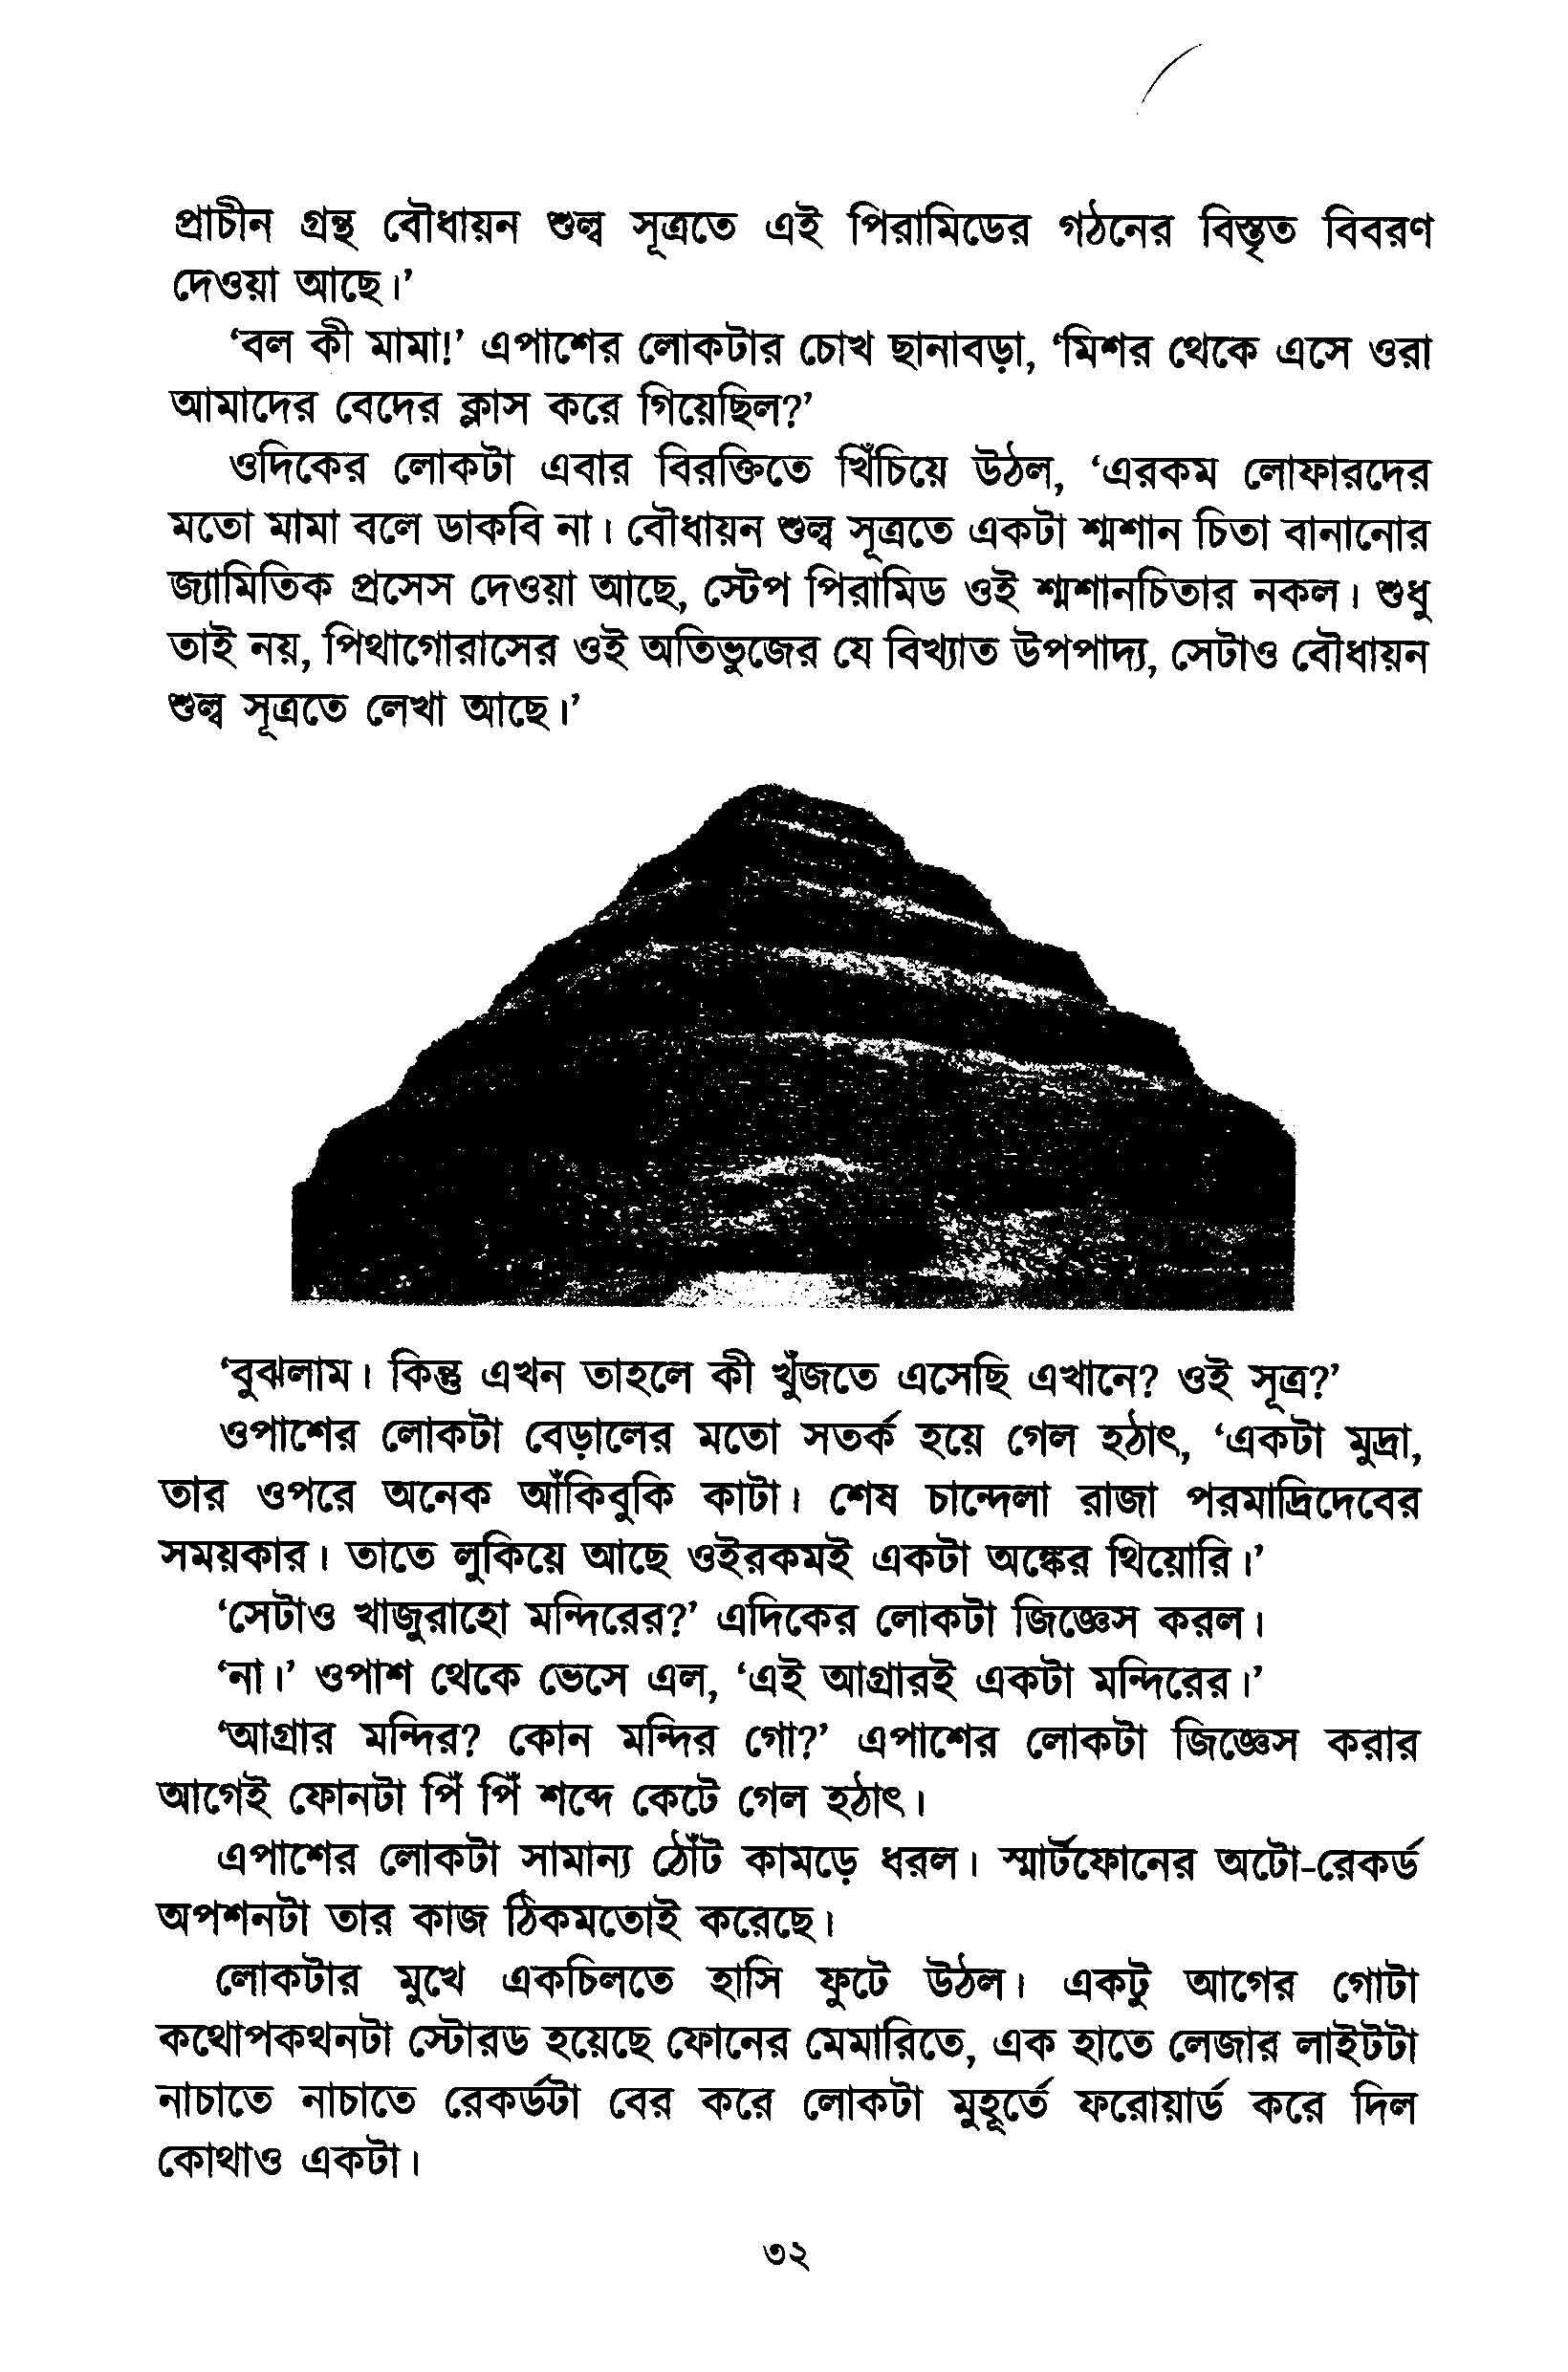 প্রাচীন গ্রন্থ বৌধায়ন শুল্ব সূত্রতে এই পিরামিডের গঠনের বিস্তৃত বিবরণ
দেওয়া আছে।’
‘বল কী মামা!’ এপাশের লোকটার চোখ ছানাবড়া, ‘মিশর থেকে এসে ওরা
আমাদের বেদের ক্লাস করে গিয়েছিল?’
ওদিকের লোকটা এবার বিরক্তিতে খিঁচিয়ে উঠল, ‘এরকম লোফারদের
মতো মামা বলে ডাকবি না। বৌধায়ন শুল্ব সূত্রতে একটা শ্মশান চিতা বানানোর
জ্যামিতিক প্রসেস দেওয়া আছে, স্টেপ পিরামিড ওই শ্মশানচিতার নকল। শুধু
তাই নয়, পিথাগোরাসের ওই অতিভুজের যে বিখ্যাত উপপাদ্য, সেটাও বৌধায়ন
শুল্ব সূত্রতে লেখা আছে।’
‘বুঝলাম। কিন্তু এখন তাহলে কী খুঁজতে এসেছি এখানে? ওই সূত্র?’
ওপাশের লোকটা বেড়ালের মতো সতর্ক হয়ে গেল হঠাৎ, ‘একটা মুদ্রা,
তার ওপরে অনেক আঁকিবুকি কাটা। শেষ চান্দেলা রাজা পরমাদ্রিদেবের
সময়কার। তাতে লুকিয়ে আছে ওইরকমই একটা অঙ্কের থিয়োরি।’
‘সেটাও খাজুরাহো মন্দিরের?’ এদিকের লোকটা জিজ্ঞেস করল।
‘না।’ ওপাশ থেকে ভেসে এল, ‘এই আগ্রারই একটা মন্দিরের।’
‘আগ্রার মন্দির? কোন মন্দির গো?’ এপাশের লোকটা জিজ্ঞেস করার
আগেই ফোনটা পিঁ পিঁ শব্দে কেটে গেল হঠাৎ।
এপাশের লোকটা সামান্য ঠোঁট কামড়ে ধরল। স্মার্টফোনের অটো-রেকর্ড
অপশনটা তার কাজ ঠিকমতোই করেছে।
লোকটার মুখে একচিলতে হাসি ফুটে উঠল। একটু আগের গোটা
কথোপকথনটা স্টোরড হয়েছে ফোনের মেমারিতে, এক হাতে লেজার লাইটটা
নাচাতে নাচাতে রেকর্ডটা বের করে লোকটা মুহূর্তে ফরোয়ার্ড করে দিল
কোথাও একটা।
৩২